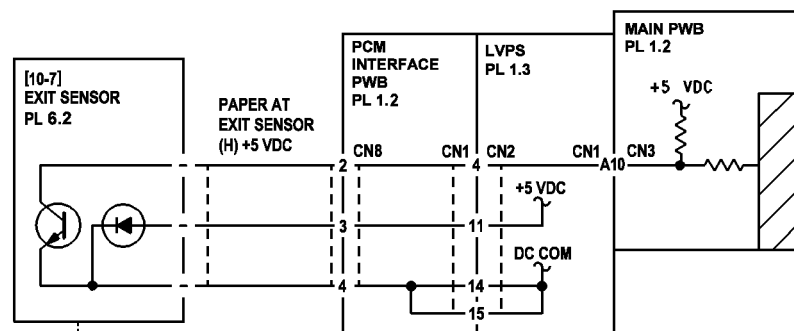 [10-7]
EXIT SENSOR
PL 6.2
PAPER AT
EXIT SENSOR
(H) +5 VDC
PCM
INTERFACE
PWB
PL 1.2
LVPS
PL 1.3
MAIN PWB
PL 1.2
+5 VDC
2 CN8 CN1 4 CN2 CN1 A10 CN3
+5 VDC
3 11
DC COM
4 14
15